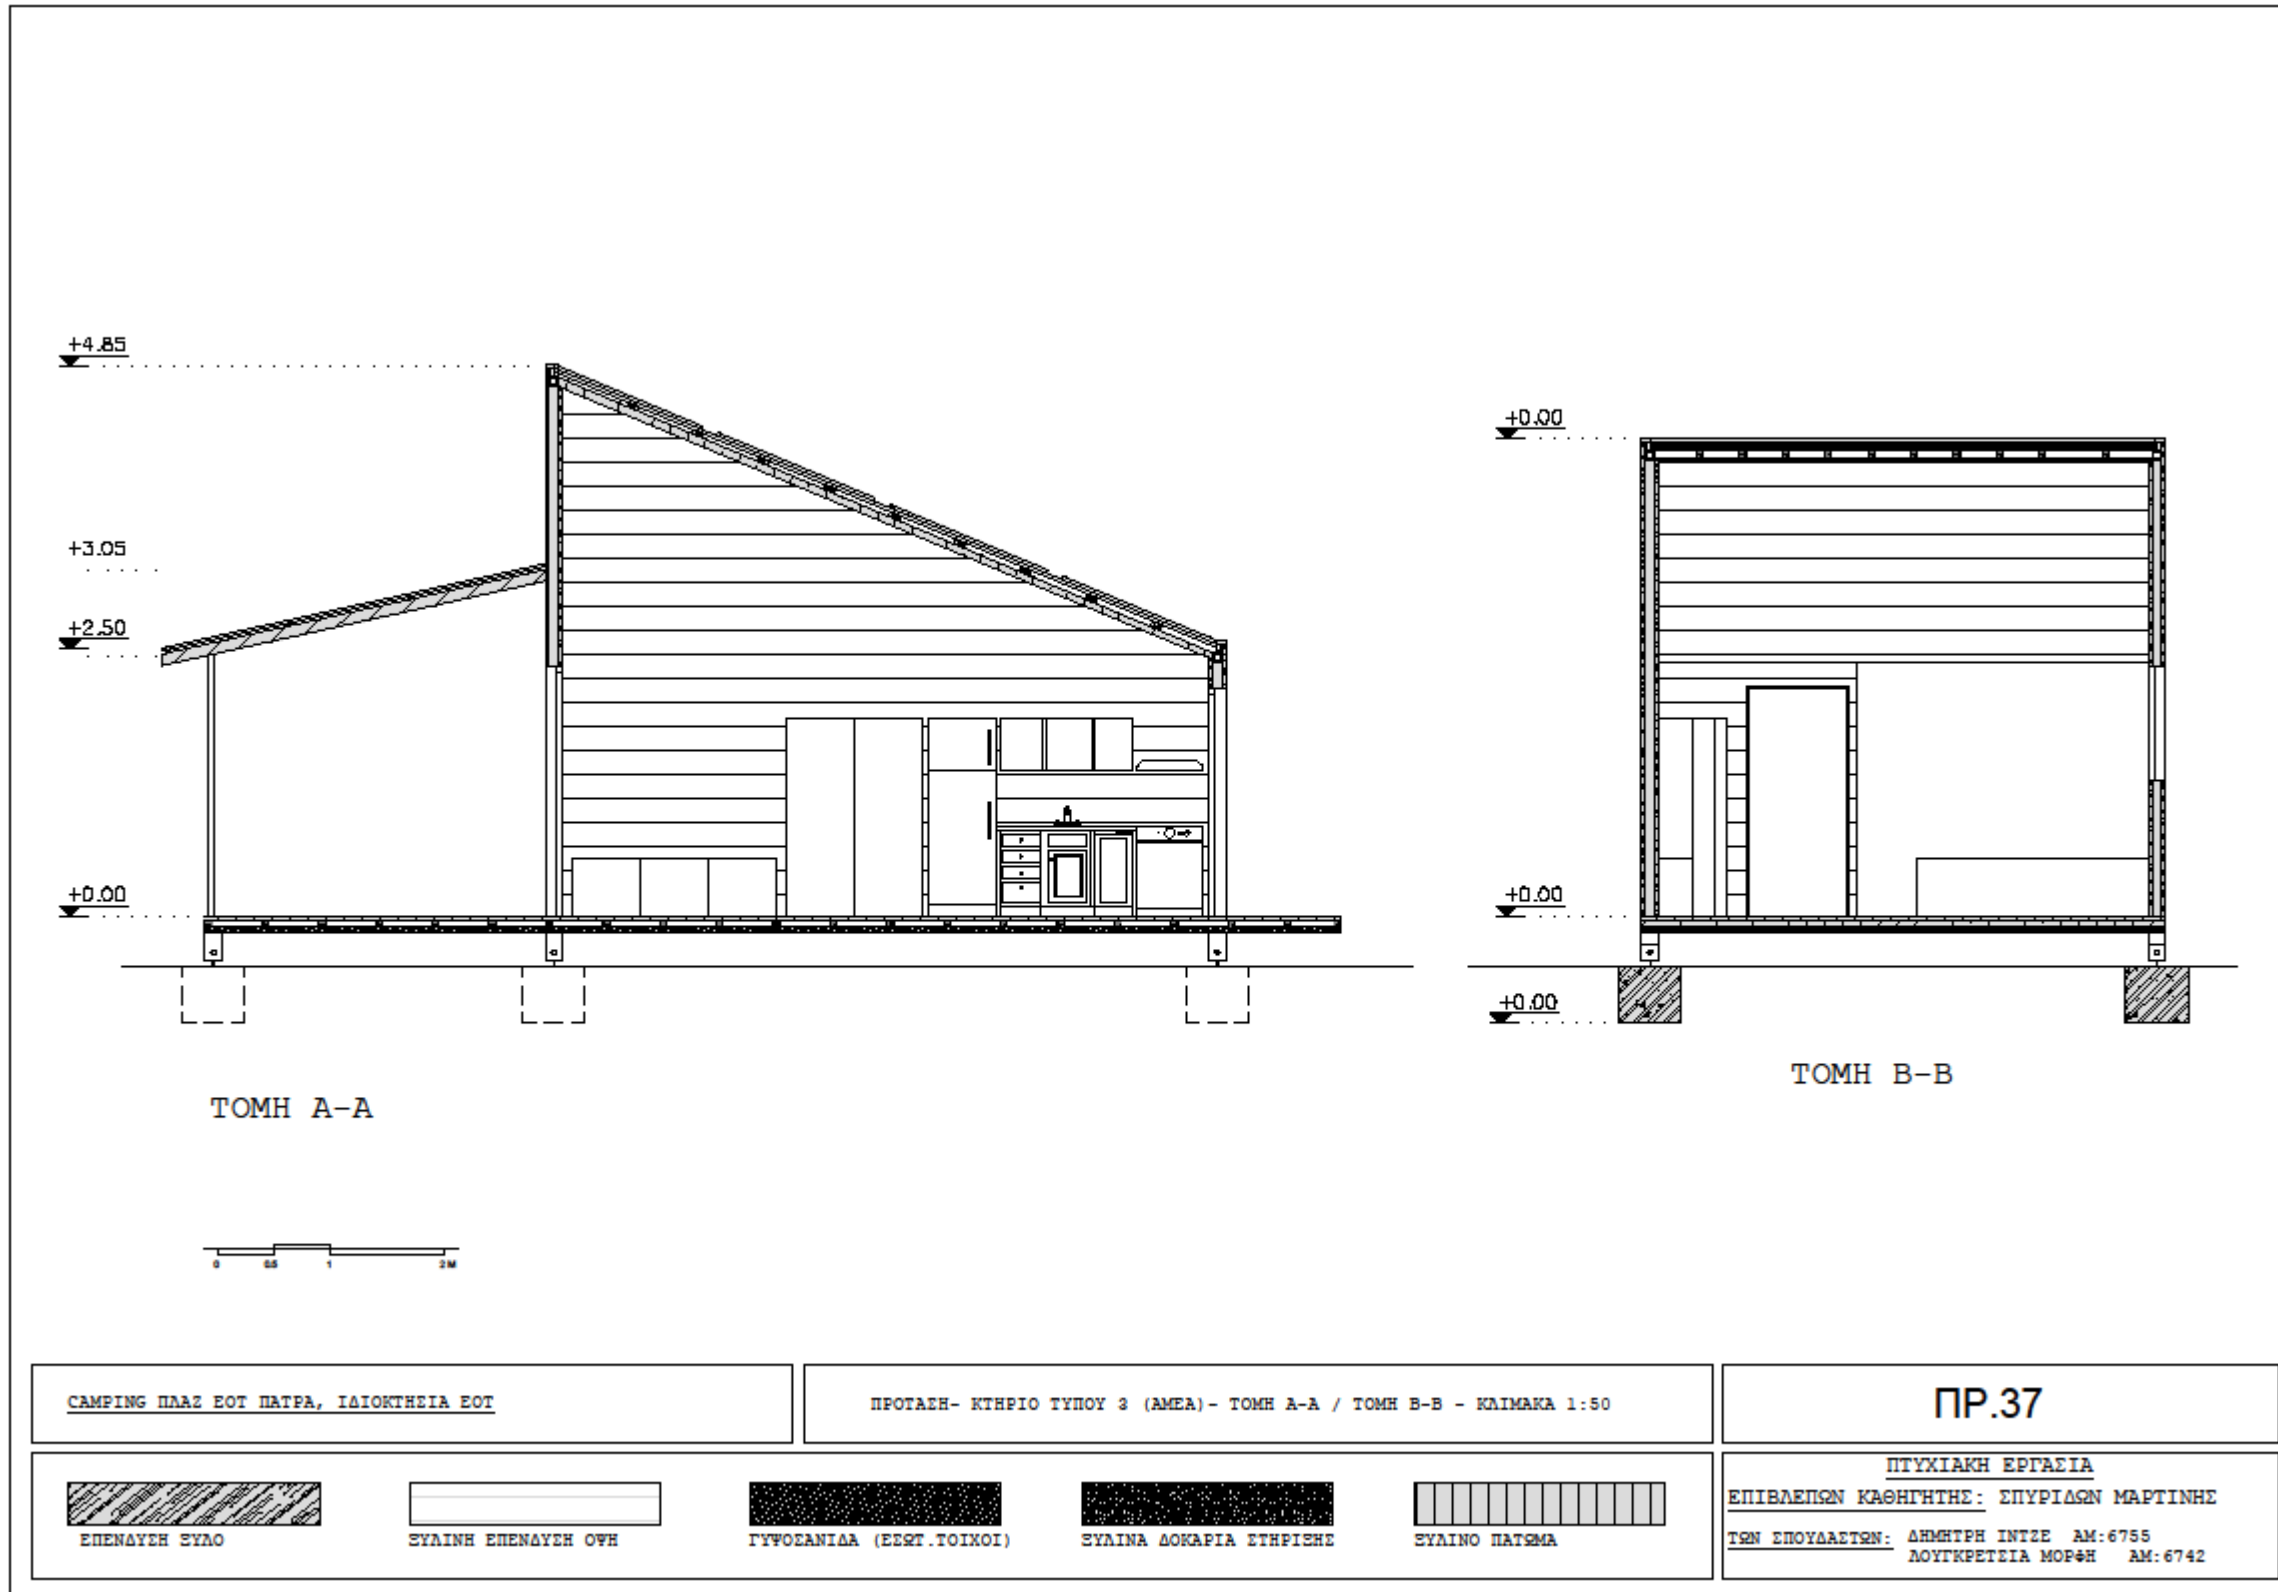 +4.85
+3.05
+2.50
+0.00
+0.00
+0.00
+0.00
ΤΟΜΗ Α-Α
ΤΟΜΗ Β-Β
0 0.5 1 2 M
CAMPING ΠΛΑΖ ΕΟΤ ΠΑΤΡΑ, ΙΔΙΟΚΤΗΣΙΑ ΕΟΤ
ΠΡΟΤΑΣΗ- ΚΤΗΡΙΟ ΤΥΠΟΥ 3 (ΑΜΕΑ)- ΤΟΜΗ Α-Α / ΤΟΜΗ Β-Β - ΚΛΙΜΑΚΑ 1:50
ΠΡ.37
ΕΠΕΝΔΥΣΗ ΞΥΛΟ
ΞΥΛΙΝΗ ΕΠΕΝΔΥΣΗ ΟΨΗ
ΓΥΨΟΣΑΝΙΔΑ (ΕΣΩΤ.ΤΟΙΧΟΙ)
ΞΥΛΙΝΑ ΔΟΚΑΡΙΑ ΣΤΗΡΙΞΗΣ
ΞΥΛΙΝΟ ΠΑΤΩΜΑ
ΠΤΥΧΙΑΚΗ ΕΡΓΑΣΙΑ
ΕΠΙΒΛΕΠΩΝ ΚΑΘΗΓΗΤΗΣ: ΣΠΥΡΙΔΩΝ ΜΑΡΤΙΝΗΣ
ΤΩΝ ΣΠΟΥΔΑΣΤΩΝ: ΔΗΜΗΤΡΗ ΙΝΤΖΕ ΑΜ:6755
ΛΟΥΓΚΡΕΤΣΙΑ ΜΟΡΦΗ ΑΜ:6742